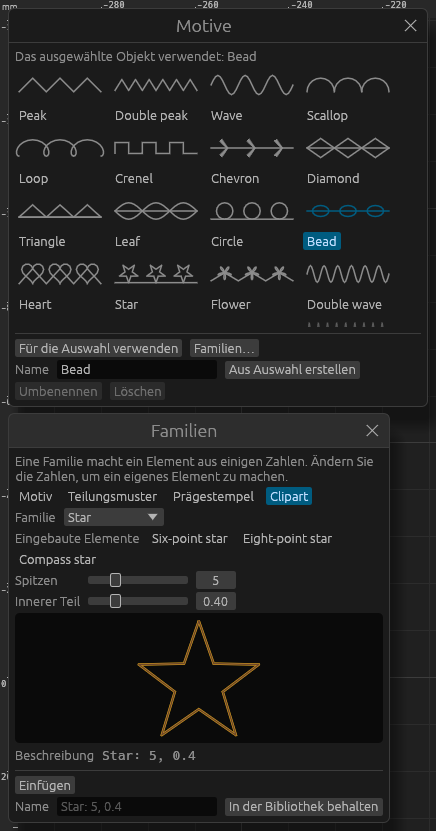 mm -280 -260 -240 -220
Motive
Das ausgewählte Objekt verwendet: Bead
Peak Double peak Wave Scallop
Loop Crenel Chevron Diamond
Triangle Leaf Circle Bead
Heart Star Flower Double wave
Für die Auswahl verwenden Familien...
Name Bead Aus Auswahl erstellen
Umbenennen Löschen
Familien
Eine Familie macht ein Element aus einigen Zahlen. Ändern Sie
die Zahlen, um ein eigenes Element zu machen.
Motiv Teilungsmuster Prägestempel Clipart
Familie Star
Eingebaute Elemente Six-point star Eight-point star
Compass star
Spitzen 5
Innerer Teil 0.40
Beschreibung Star: 5, 0.4
Einfügen
Name Star: 5, 0.4 In der Bibliothek behalten